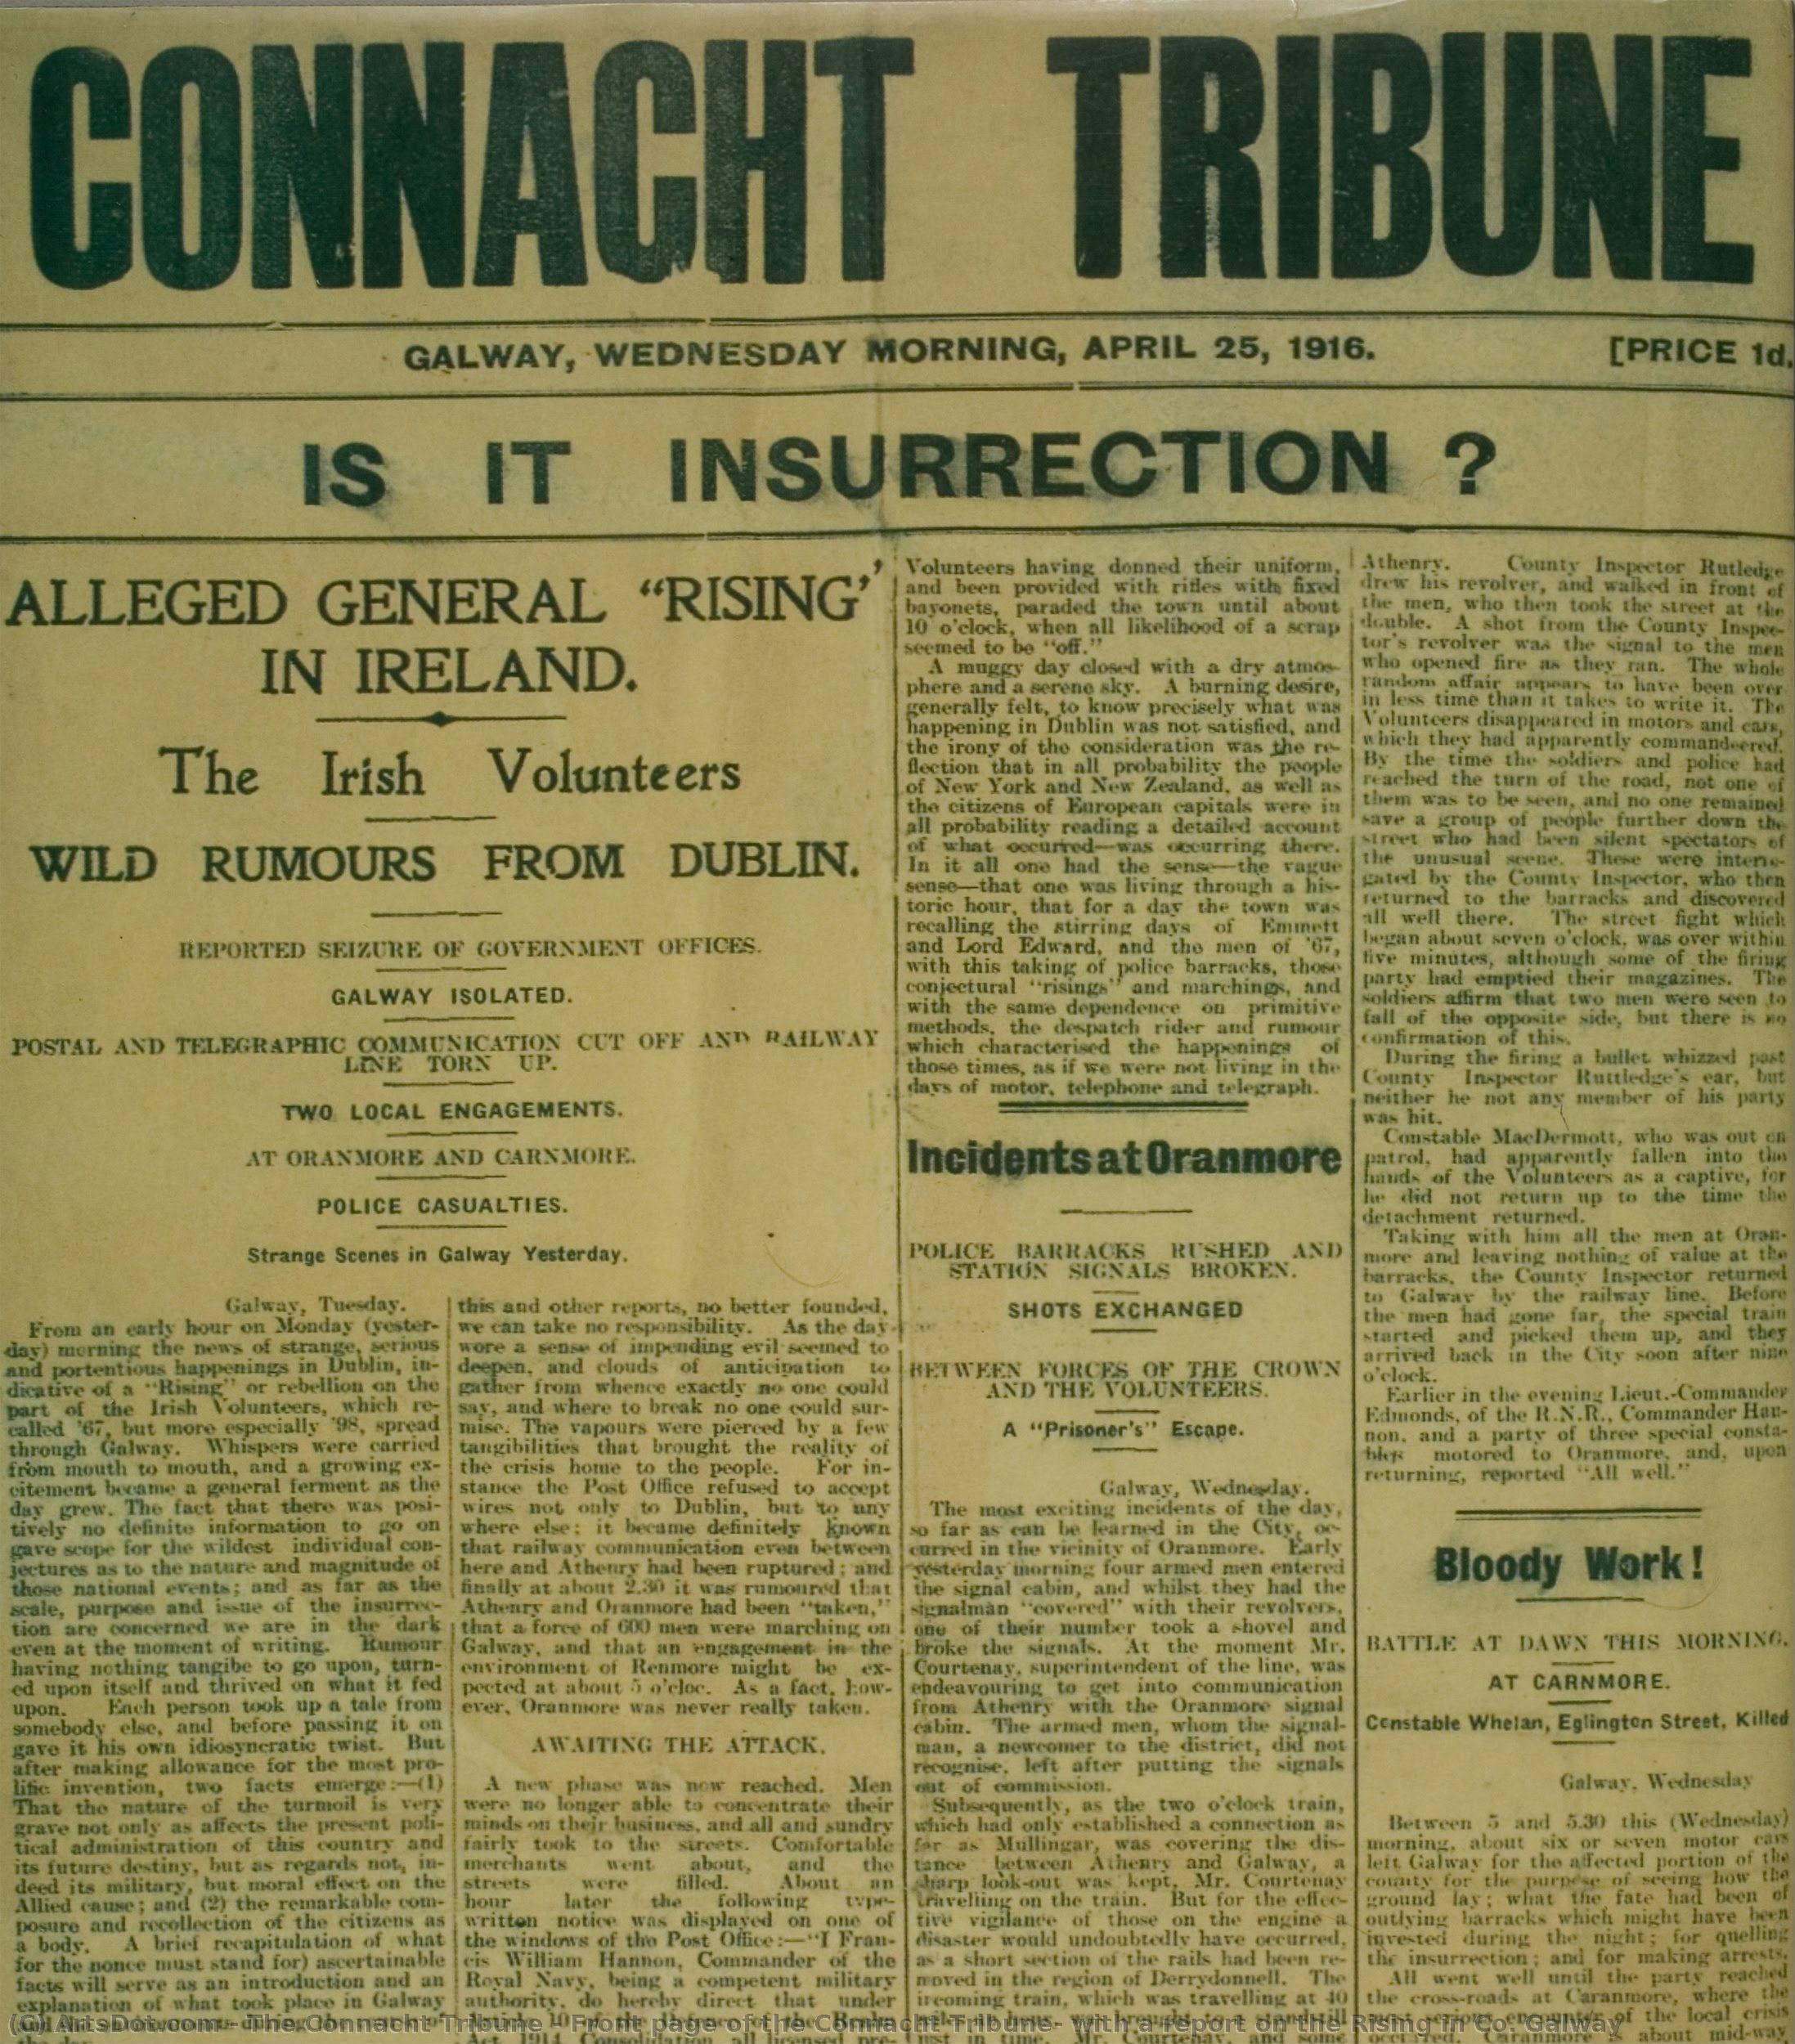 CONNACHT TRIBUNE
GALWAY, WEDNESDAY MORNING, APRIL 25, 1916.
[PRICE 1d.
IS IT INSURRECTION ?
ALLEGED GENERAL “RISING’’
IN IRELAND.
The Irish Volunteers
WILD RUMOURS FROM DUBLIN.
REPORTED SEIZURE OF GOVERNMENT OFFICES.
GALWAY ISOLATED.
POSTAL AND TELEGRAPHIC COMMUNICATION CUT OFF AND RAILWAY
LINE TORN UP.
TWO LOCAL ENGAGEMENTS.
AT ORANMORE AND CARNMORE.
POLICE CASUALTIES.
Strange Scenes in Galway Yesterday.
Galway, Tuesday.
From an early hour on Monday (yester-
day) morning the news of strange, serious
and portentious happenings in Dublin, in-
dicative of a “Rising” or rebellion on the
part of the Irish Volunteers, which re-
called ’67, but more especially ’98, spread
through Galway. Whispers were carried
from mouth to mouth, and a growing ex-
citement became a general ferment as the
day grew. The fact that there was posi-
tively no definite information to go on
gave scope for the wildest individual con-
jectures as to the nature and magnitude of
those national events; and as far as the
scale, purpose and issue of the insurrec-
tion are concerned we are in the dark
even at the moment of writing. Rumour
having nothing tangibe to go upon, turn-
ed upon itself and thrived on what it fed
upon. Each person took up a tale from
somebody else, and before passing it on
gave it his own idiosyncratic twist. But
after making allowance for the most pro-
lific invention, two facts emerge:—(1)
That the nature of the turmoil is very
grave not only as affects the present poli-
tical administration of this country and
its future destiny, but as regards not, in-
deed its military, but moral effect on the
Allied cause; and (2) the remarkable com-
posure and recollection of the citizens as
a body. A brief recapitulation of what
for the nonce must stand for) ascertainable
facts will serve as an introduction and an
explanation of what took place in Galway
this and other reports, no better founded,
we can take no responsibility. As the day
wore a sense of impending evil seemed to
deepen, and clouds of anticipation to
gather from whence exactly no one could
say, and where to break no one could sur-
mise. The vapours were pierced by a few
tangibilities that brought the reality of
the crisis home to the people. For in-
stance the Post Office refused to accept
wires not only to Dublin, but to any
where else; it became definitely known
that railway communication even between
here and Athenry had been ruptured; and
finally at about 2.30 it was rumoured that
Athenry and Oranmore had been “taken,”
that a force of 600 men were marching on
Galway, and that an engagement in the
environment of Renmore might be ex-
pected at about 5 o’cloc. As a fact, how-
ever, Oranmore was never really taken.
AWAITING THE ATTACK.
A new phase was now reached. Men
were no longer able to concentrate their
minds on their business, and all and sundry
fairly took to the streets. Comfortable
merchants went about, and the
streets were filled. About an
hour later the following type-
written notice was displayed on one of
the windows of the Post Office:—“I Fran-
cis William Hannon, Commander of the
Royal Navy, being a competent military
authority, do hereby direct that under
Volunteers having donned their uniform,
and been provided with rifles with fixed
bayonets, paraded the town until about
10 o’clock, when all likelihood of a scrap
seemed to be “off.”
A muggy day closed with a dry atmos-
phere and a serene sky. A burning desire,
generally felt, to know precisely what was
happening in Dublin was not satisfied, and
the irony of the consideration was the re-
flection that in all probability the people
of New York and New Zealand, as well as
the citizens of European capitals were in
all probability reading a detailed account
of what occurred—was occurring there.
In it all one had the sense—the vague
sense—that one was living through a his-
toric hour, that for a day the town was
recalling the stirring days of Emmett
and Lord Edward, and the men of ’67,
with this taking of police barracks, those
conjectural “risings” and marchings, and
with the same dependence on primitive
methods, the despatch rider and rumour
which characterised the happenings of
those times, as if we were not living in the
days of motor, telephone and telegraph.
Incidents at Oranmore
POLICE BARRACKS RUSHED AND
STATION SIGNALS BROKEN.
SHOTS EXCHANGED
BETWEEN FORCES OF THE CROWN
AND THE VOLUNTEERS.
A “Prisoner’s” Escape.
Galway, Wednesday.
The most exciting incidents of the day,
so far as can be learned in the City, oc-
curred in the vicinity of Oranmore. Early
yesterday morning four armed men entered
the signal cabin, and whilst they had the
signalman “covered” with their revolvers,
one of their number took a shovel and
broke the signals. At the moment Mr.
Courtenay, superintendent of the line, was
endeavouring to get into communication
from Athenry with the Oranmore signal
cabin. The armed men, whom the signal-
man, a newcomer to the district, did not
recognise, left after putting the signals
out of commission.
Subsequently, as the two o’clock train,
which had only established a connection as
far as Mullingar, was covering the dis-
tance between Athenry and Galway, a
sharp look-out was kept, Mr. Courtenay
travelling on the train. But for the effec-
tive vigilance of those on the engine a
disaster would undoubtedly have occurred,
as a short section of the rails had been re-
moved in the region of Derrydonnell. The
incoming train, which was travelling at 40
Athenry. County Inspector Rutledge
drew his revolver, and walked in front of
the men, who then took the street at the
double. A shot from the County Inspec-
tor’s revolver was the signal to the men
who opened fire as they ran. The whole
random affair appears to have been over
in less time than it takes to write it. The
Volunteers disappeared in motors and cars,
which they had apparently commandeered.
By the time the soldiers and police had
reached the turn of the road, not one of
them was to be seen, and no one remained
save a group of people further down the
street who had been silent spectators of
the unusual scene. These were interro-
gated by the County Inspector, who then
returned to the barracks and discovered
all well there. The street fight which
began about seven o’clock, was over within
five minutes, although some of the firing
party had emptied their magazines. The
soldiers affirm that two men were seen to
fall of the opposite side, but there is no
confirmation of this.
During the firing a bullet whizzed past
County Inspector Ruttledge’s ear, but
neither he not any member of his party
was hit.
Constable MacDermott, who was out on
patrol, had apparently fallen into the
hands of the Volunteers as a captive, for
he did not return up to the time the
detachment returned.
Taking with him all the men at Oran-
more and leaving nothing of value at the
barracks, the County Inspector returned
to Galway by the railway line. Before
the men had gone far, the special train
started and picked them up, and they
arrived back in the City soon after nine
o’clock.
Earlier in the evening Lieut.-Commander
Edmonds, of the R.N.R., Commander Han-
non, and a party of three special consta-
bles motored to Oranmore, and, upon
returning, reported “All well.”
Bloody Work!
BATTLE AT DAWN THIS MORNING.
AT CARNMORE.
Constable Whelan, Eglington Street, Killed
Galway, Wednesday
Between 5 and 5.30 this (Wednesday)
morning, about six or seven motor cars
left Galway for the affected portion of the
county for the purpose of seeing how the
ground lay; what the fate had been of
outlying barracks which might have been
invested during the night; for quelling
the insurrection; and for making arrests.
All went well until the party reached
the cross-roads at Caranmore, where the
of the local crisis
about mid-way
(C) ArtsDot.com - The Connacht Tribune - Front page of the Connacht Tribune- with a report on the Rising in Co. Galway